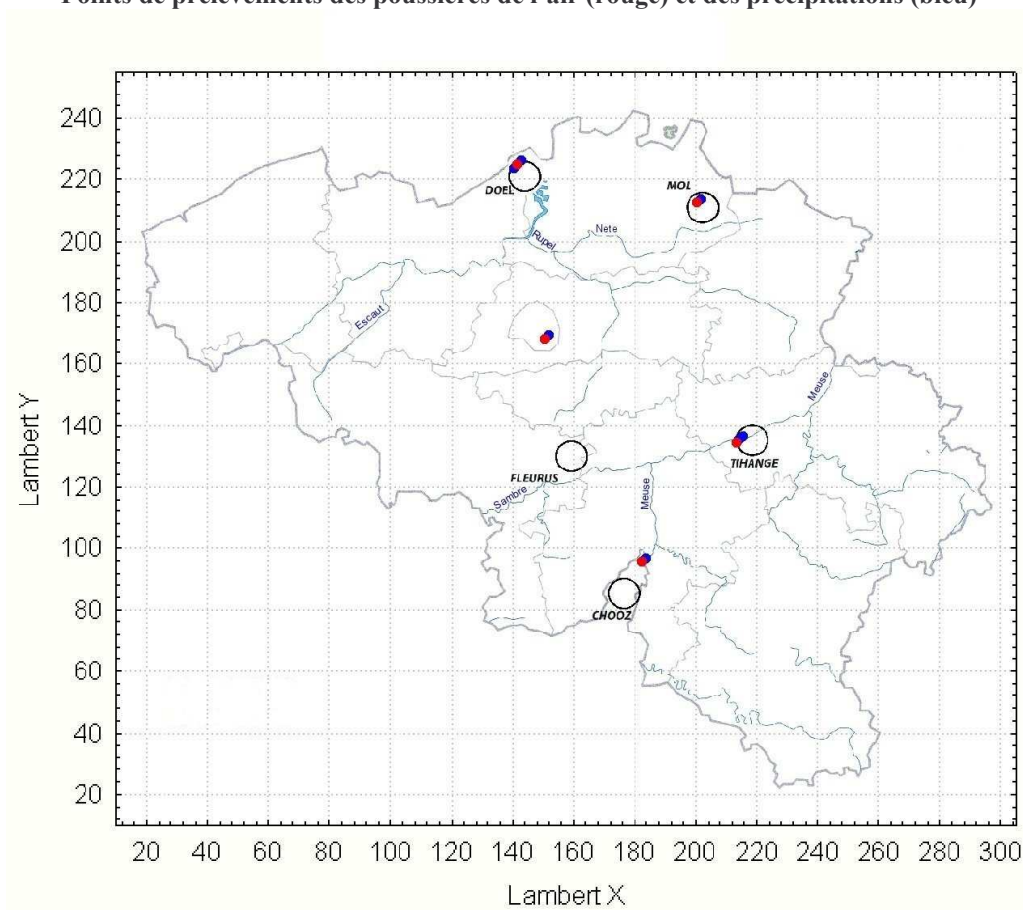 Points de prélèvements des poussières de l'air (rouge) et des précipitations (bleu)
240
220
200
180
160
140
120
100
80
60
40
20
Lambert Y
DOEL
MOL
Rupel
Nete
Escaut
Meuse
TIHANGE
FLEURUS
Sambre
Meuse
CHOOZ
20 40 60 80 100 120 140 160 180 200 220 240 260 280 300
Lambert X